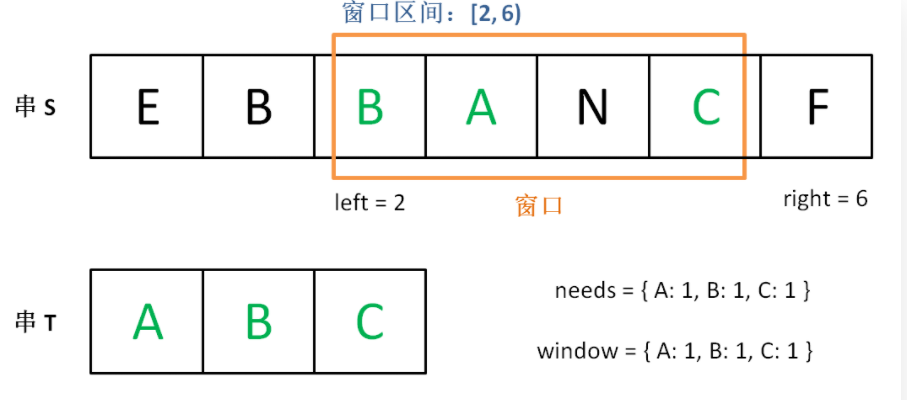 窗口区间：[2, 6)
串 S E B B A N C F
left = 2 窗口 right = 6
串 T A B C
needs = { A: 1, B: 1, C: 1 }
window = { A: 1, B: 1, C: 1 }